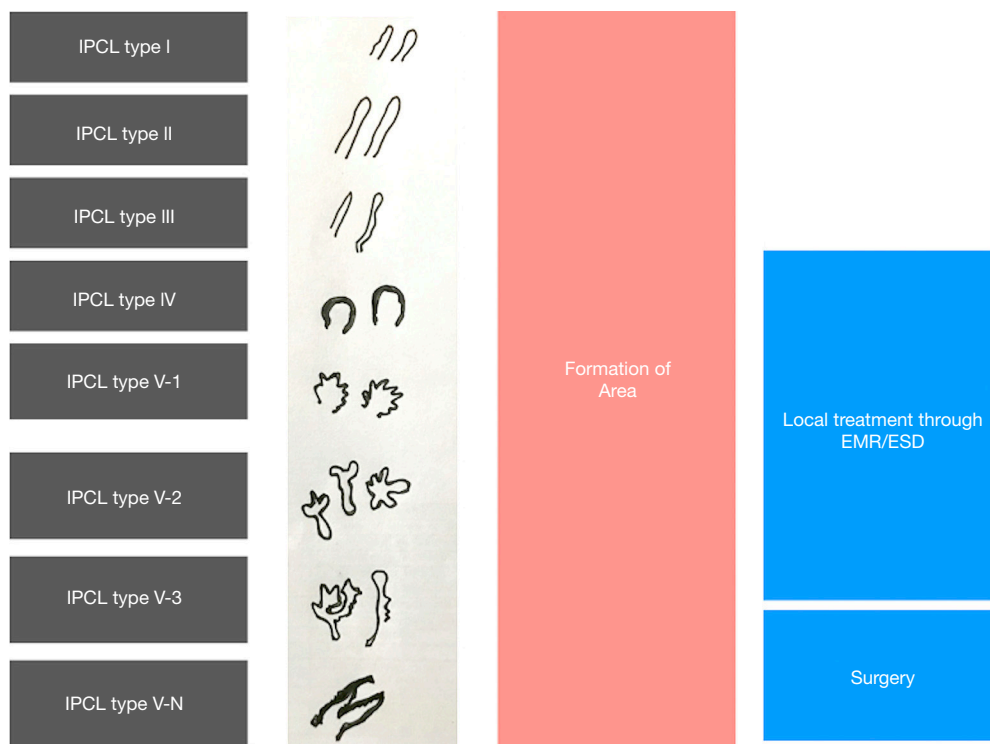 IPCL type I
IPCL type II
IPCL type III
IPCL type IV
IPCL type V-1
IPCL type V-2
IPCL type V-3
IPCL type V-N
Formation of
Area
Local treatment through
EMR/ESD
Surgery